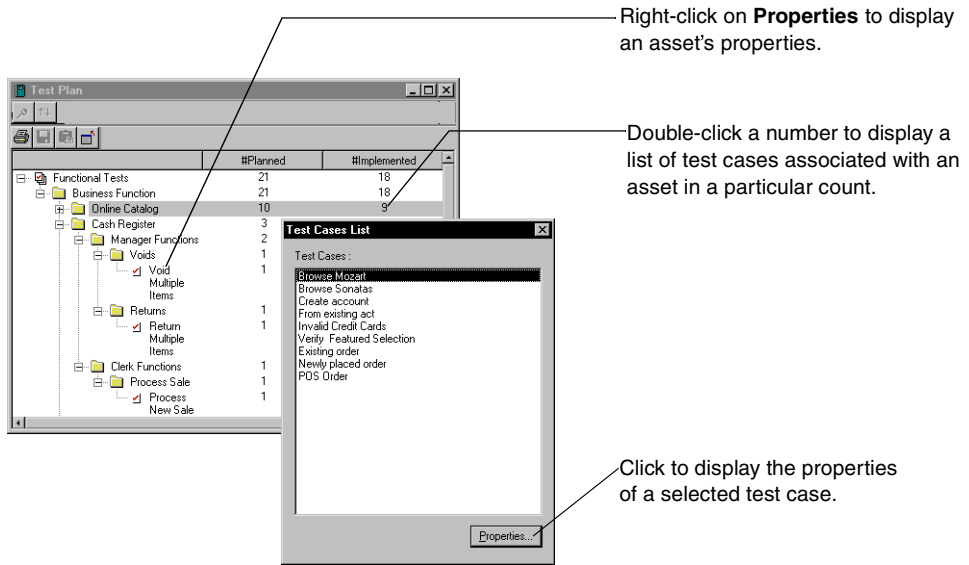 Right-click on Properties to display
an asset's properties.
Test Plan
Double-click a number to display a
list of test cases associated with an
asset in a particular count.
#Planned #Implemented
Functional Tests 21 18
Business Function 21 18
Online Catalog 10 9
Cash Register 3
Manager Functions 2
Voids 1
Void 1
Multiple
Items
Returns 1
Return 1
Multiple
Items
Clerk Functions 1
Process Sale 1
Process 1
New Sale
Test Cases List
Test Cases :
Browse Mozart
Browse Sonatas
Create account
From existing act
Invalid Credit Cards
Verify Featured Selection
Existing order
Newly placed order
POS Order
Properties...
Click to display the properties
of a selected test case.